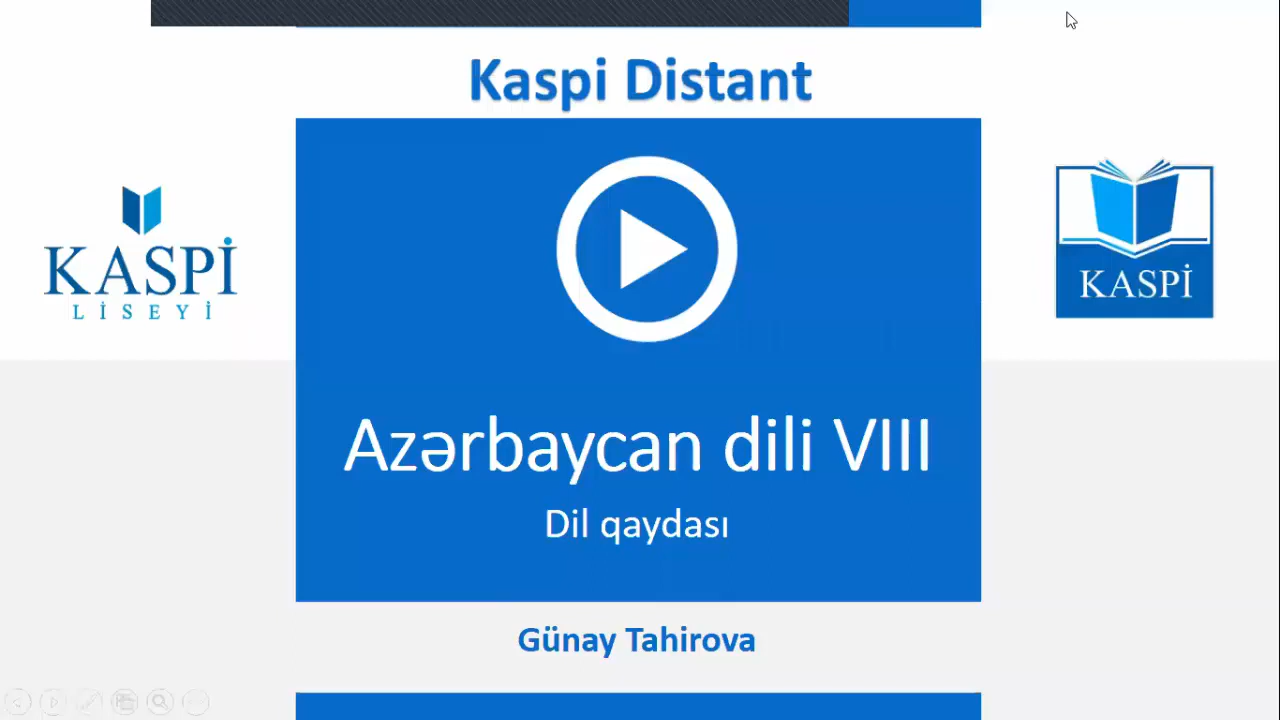 Kaspi Distant
KASPİ
LİSEYİ
KASPİ
Azərbaycan dili VIII
Dil qaydası
Günay Tahirova